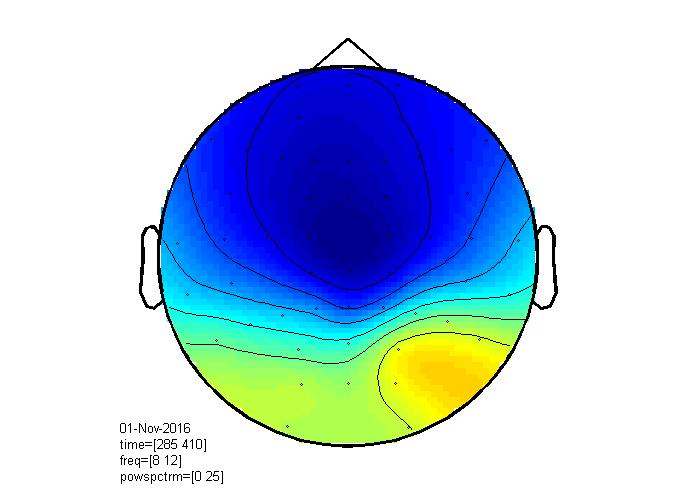 01-Nov-2016
time=[285 410]
freq=[8 12]
powspctrm=[0 25]